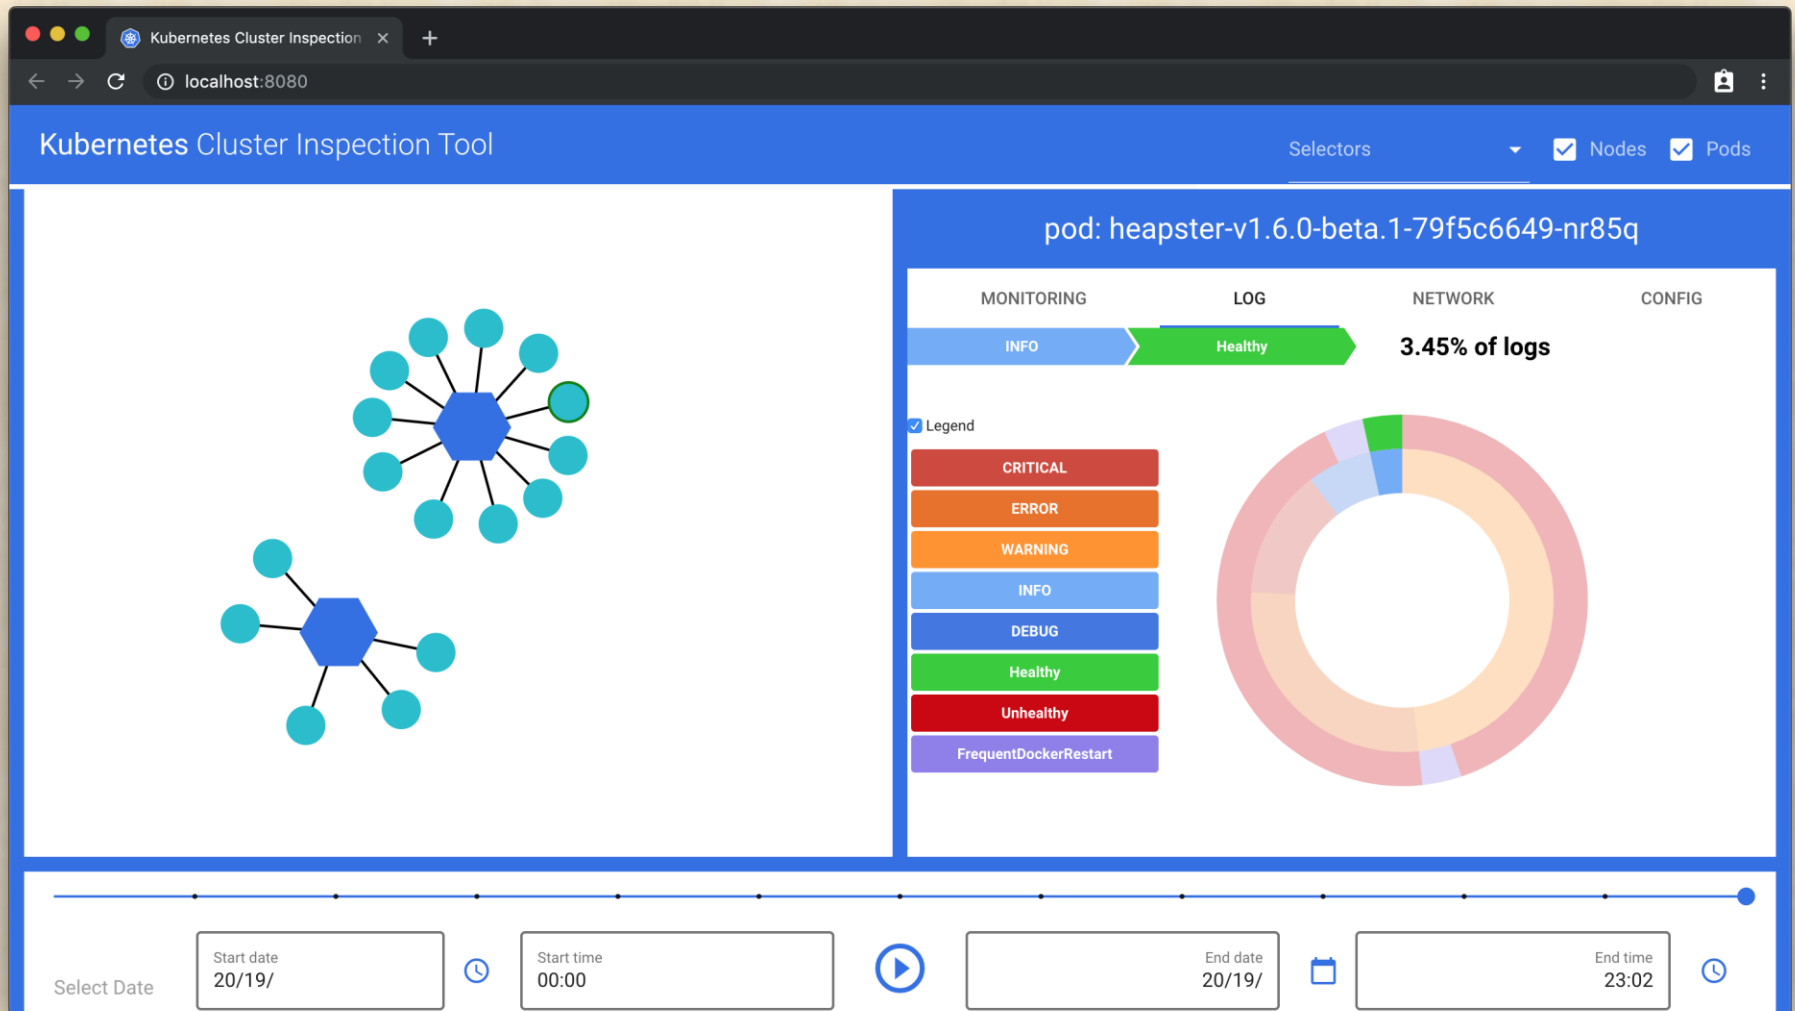 Kubernetes Cluster Inspection
localhost:8080
Kubernetes Cluster Inspection Tool
Selectors
Nodes
Pods
pod: heapster-v1.6.0-beta.1-79f5c6649-nr85q
MONITORING
LOG
NETWORK
CONFIG
INFO
Healthy
3.45% of logs
Legend
CRITICAL
ERROR
WARNING
INFO
DEBUG
Healthy
Unhealthy
FrequentDockerRestart
Select Date
Start date
20/19/
Start time
00:00
End date
20/19/
End time
23:02